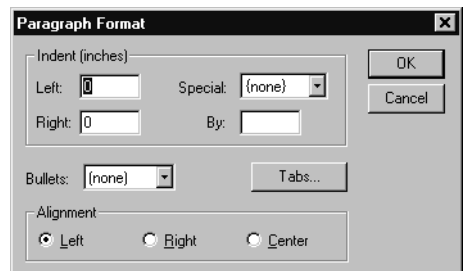 Paragraph Format
Indent (inches)
Left: 0 Special: (none)
Right: 0 By:
OK
Cancel
Bullets: (none) Tabs...
Alignment
Left Right Center